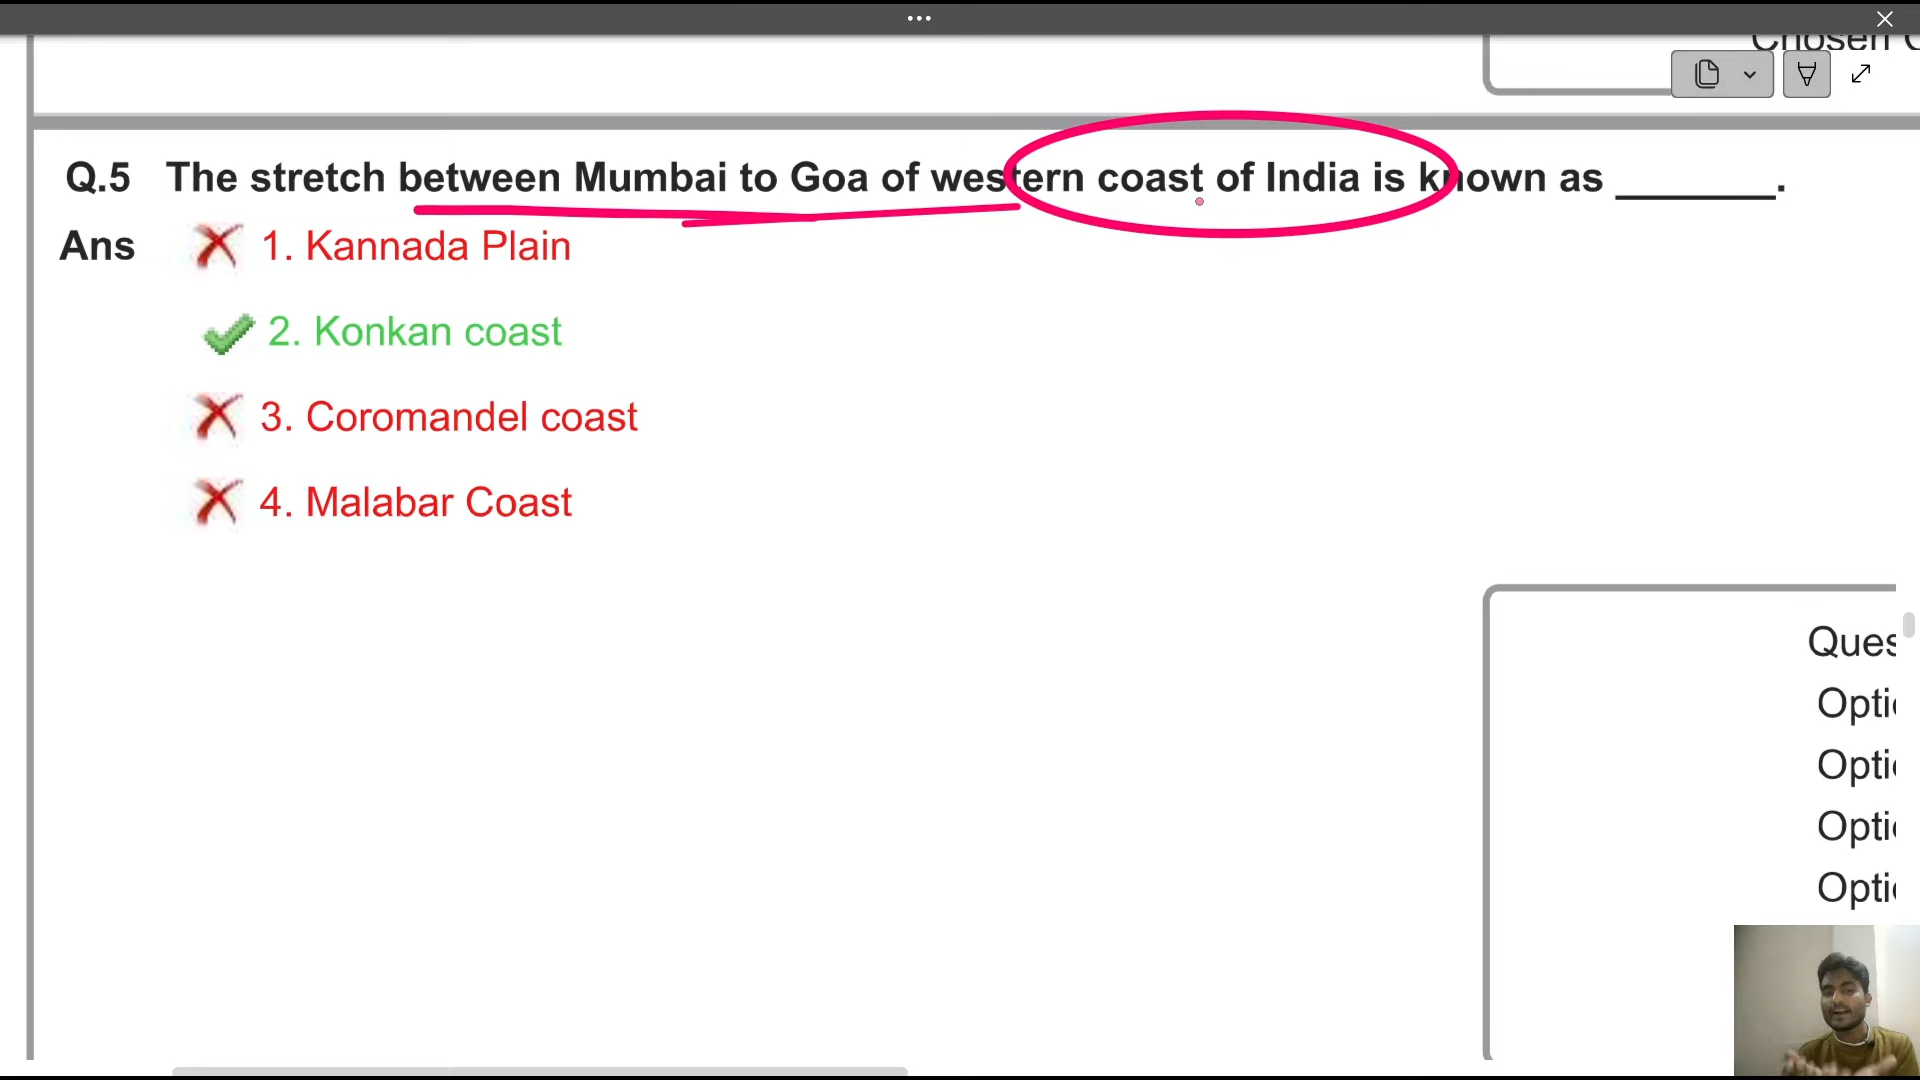 Q.5 The stretch between Mumbai to Goa of western coast of India is known as ________.
Ans 1. Kannada Plain
2. Konkan coast
3. Coromandel coast
4. Malabar Coast